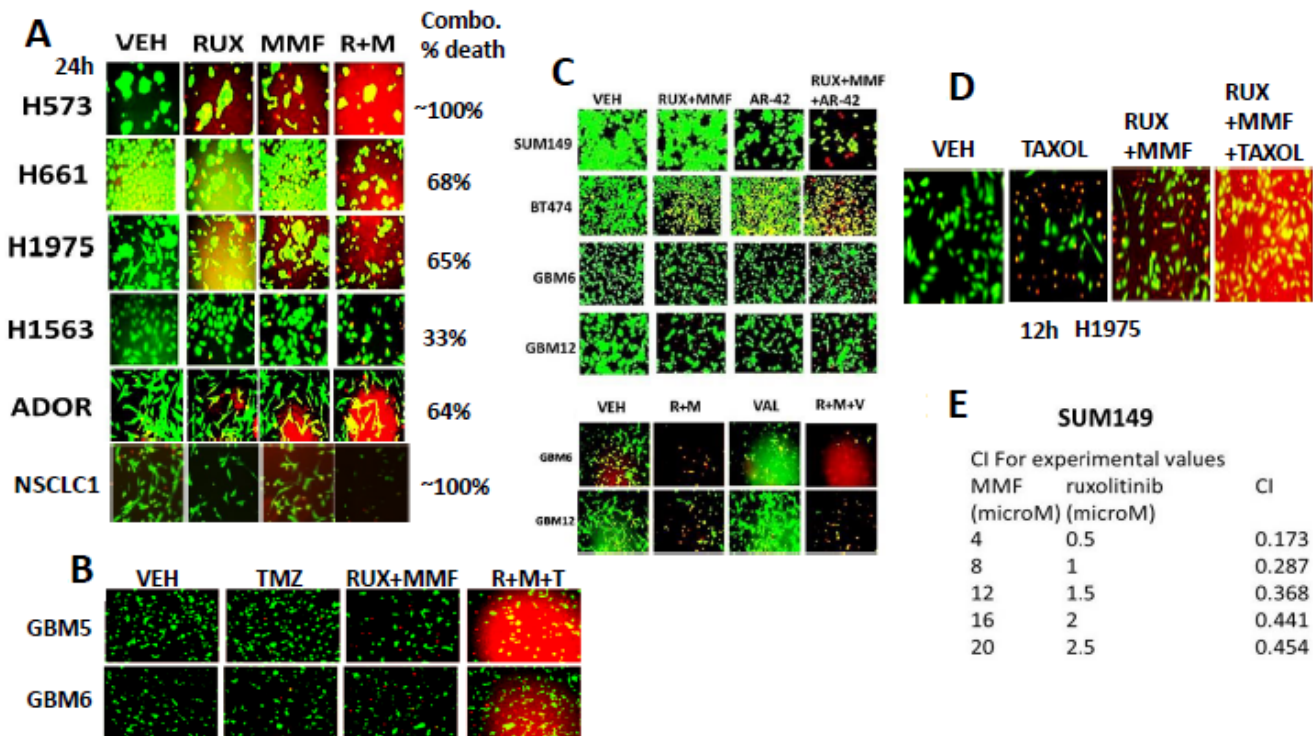 A
VEH RUX MMF R+M
Combo.
% death
24h
H573 ~100%
H661 68%
H1975 65%
H1563 33%
ADOR 64%
NSCLC1 ~100%
B
VEH TMZ RUX+MMF R+M+T
GBM5
GBM6
C
VEH RUX+MMF AR-42 RUX+MMF
+AR-42
SUM149
BT474
GBM6
GBM12
VEH R+M VAL R+M+V
GBM6
GBM12
D
VEH TAXOL RUX
+MMF RUX
+MMF
+TAXOL
12h H1975
E
SUM149
CI For experimental values
MMF ruxolitinib CI
(microM) (microM)
4 0.5 0.173
8 1 0.287
12 1.5 0.368
16 2 0.441
20 2.5 0.454